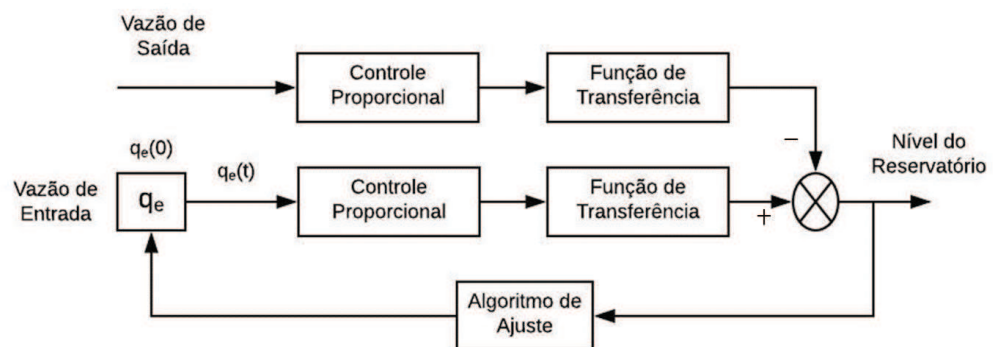 Vazão de
Saída
Controle
Proporcional
Função de
Transferência
−
Nível do
Reservatório
qe(0)
qe(t)
Vazão de
Entrada
qe
Controle
Proporcional
Função de
Transferência
+
Algoritmo de
Ajuste